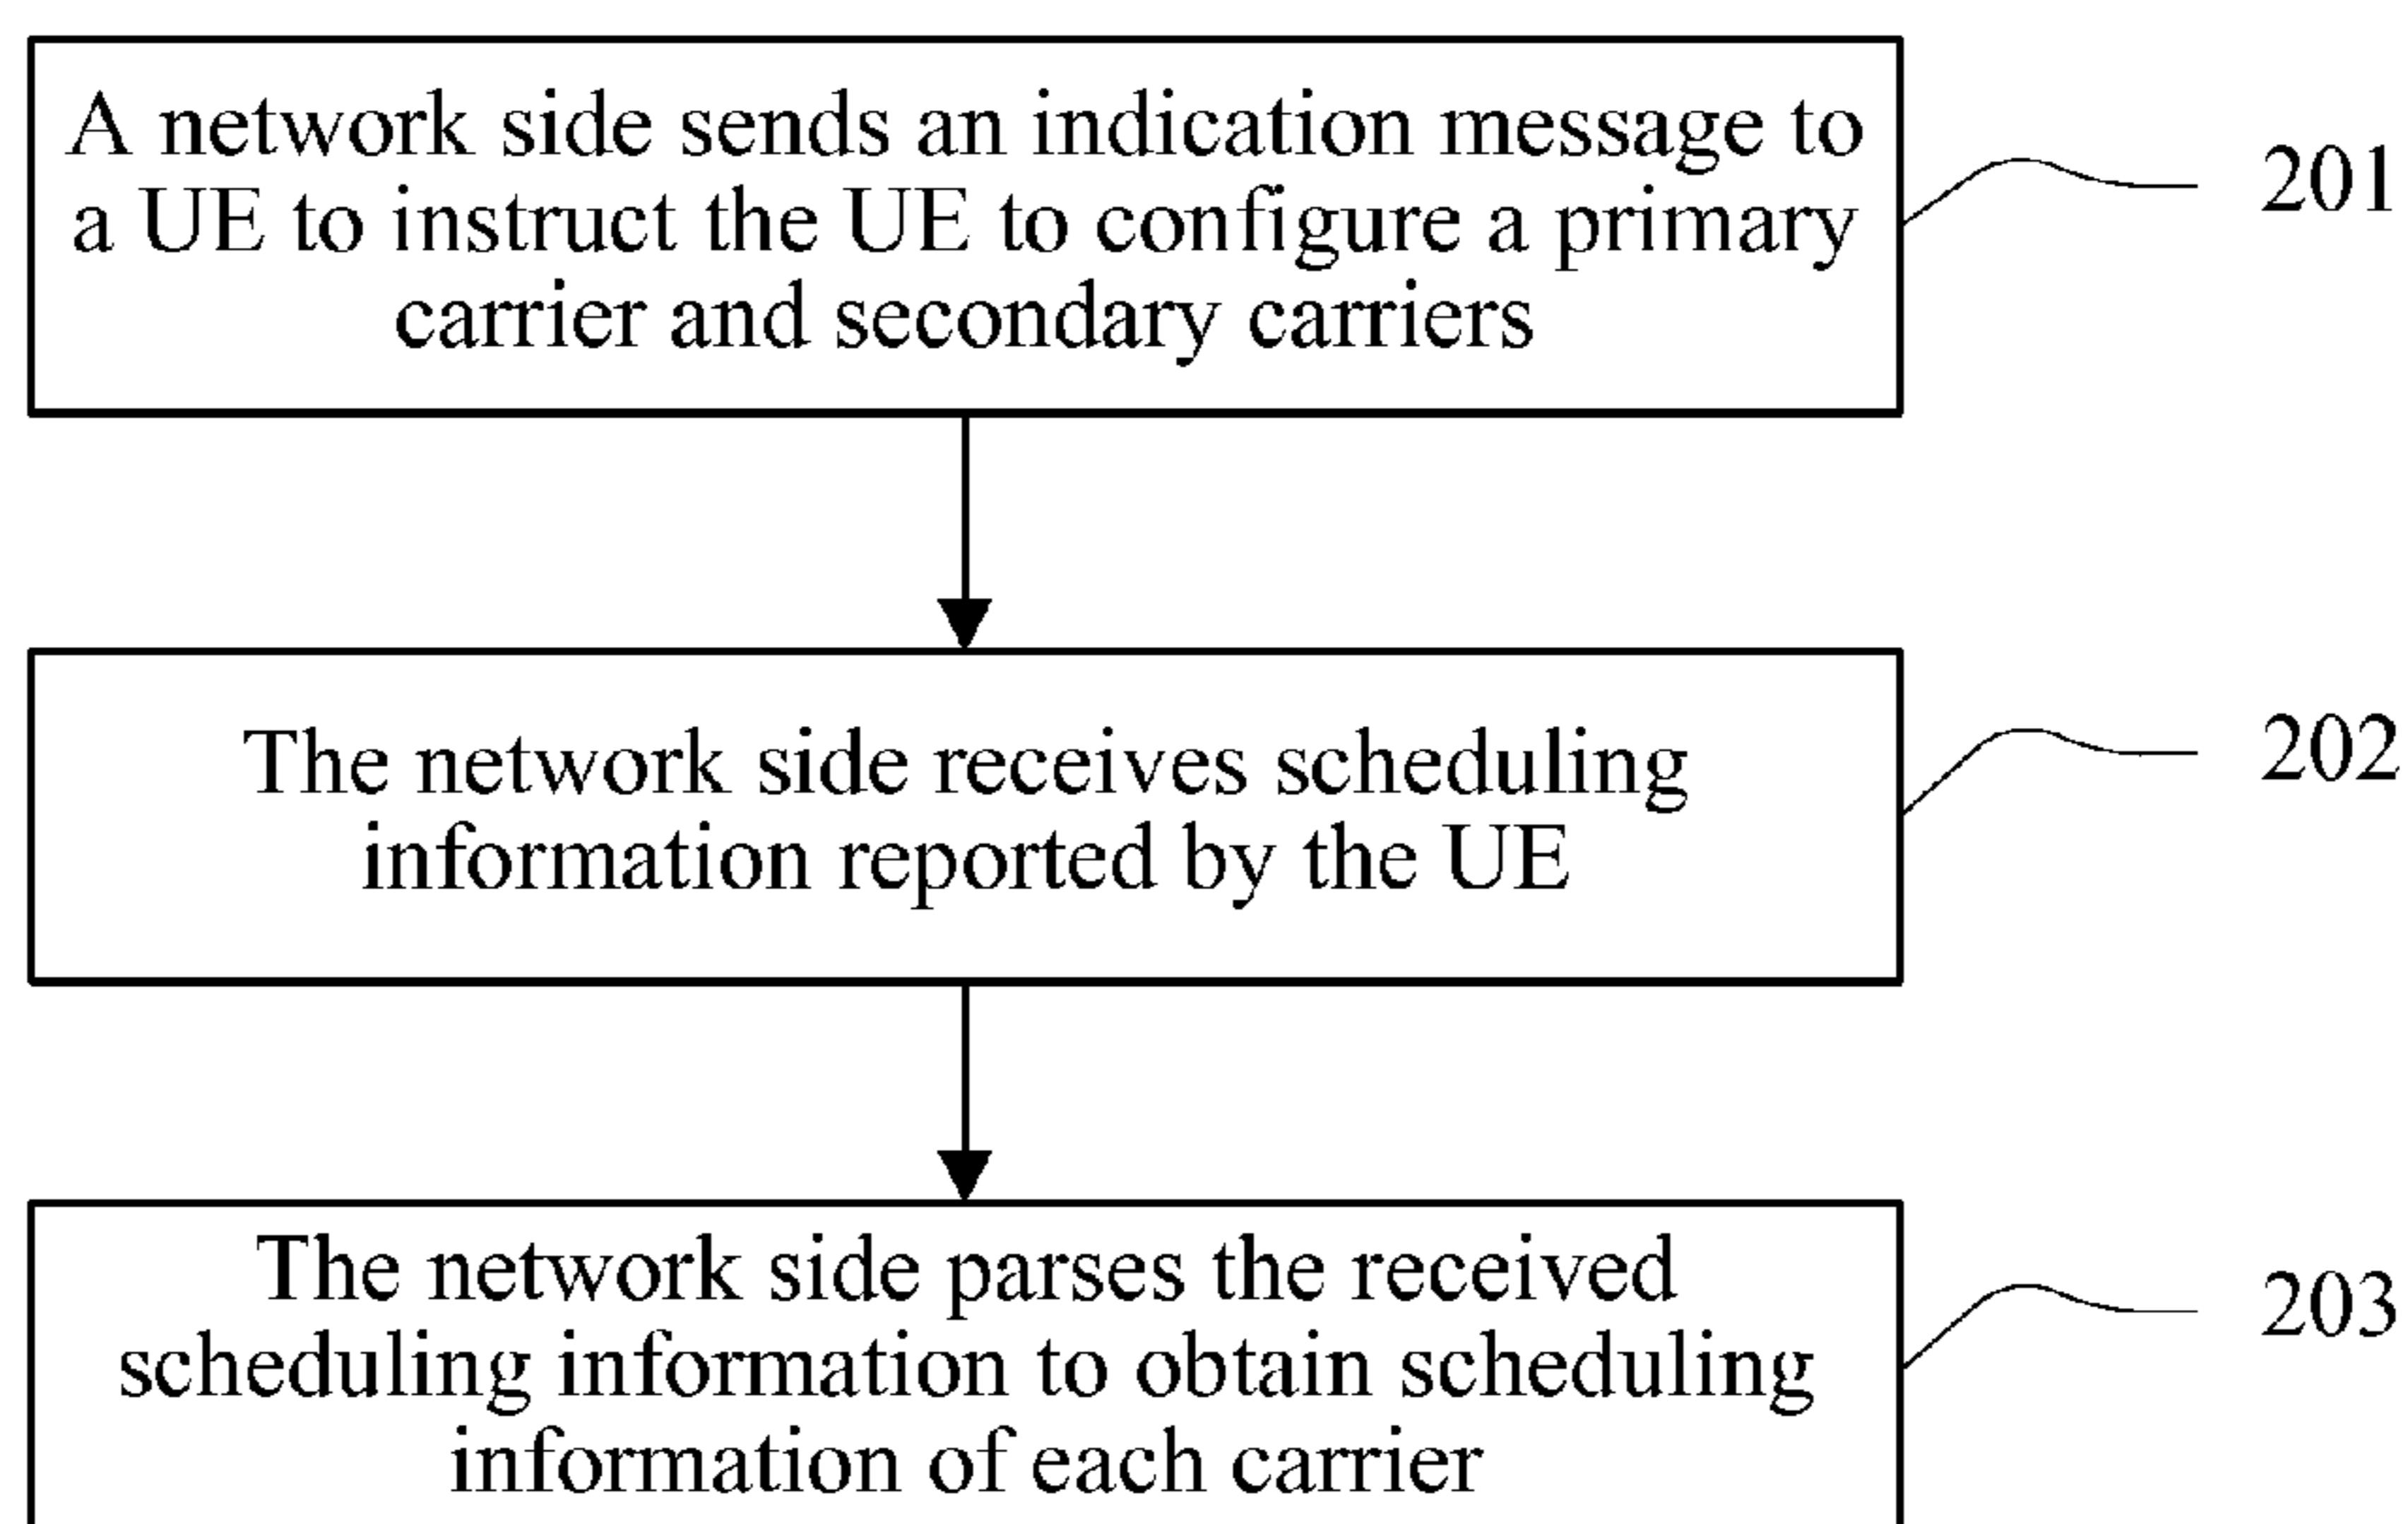 A network side sends an indication message to
a UE to instruct the UE to configure a primary
carrier and secondary carriers
201
The network side receives scheduling
information reported by the UE
202
The network side parses the received
scheduling information to obtain scheduling
information of each carrier
203